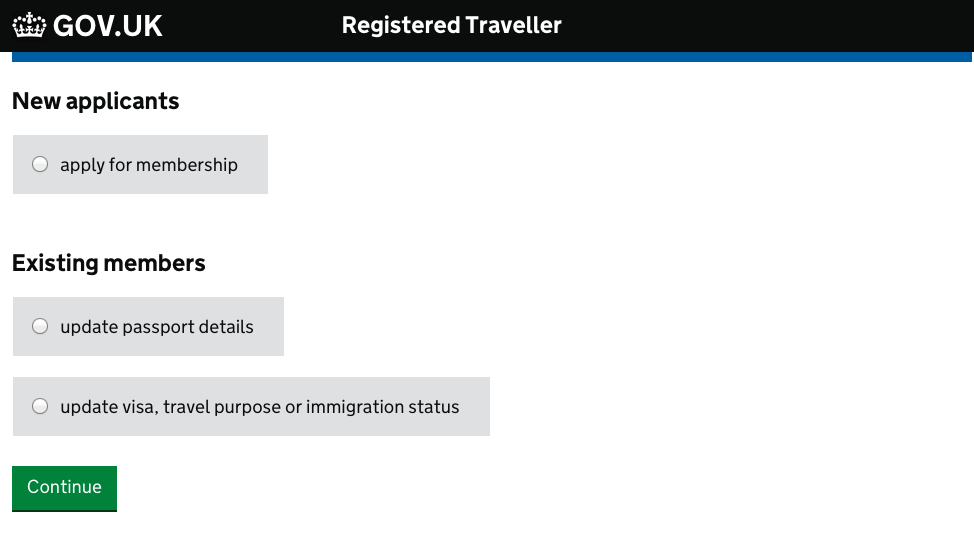 GOV.UK
Registered Traveller
New applicants
apply for membership
Existing members
update passport details
update visa, travel purpose or immigration status
Continue